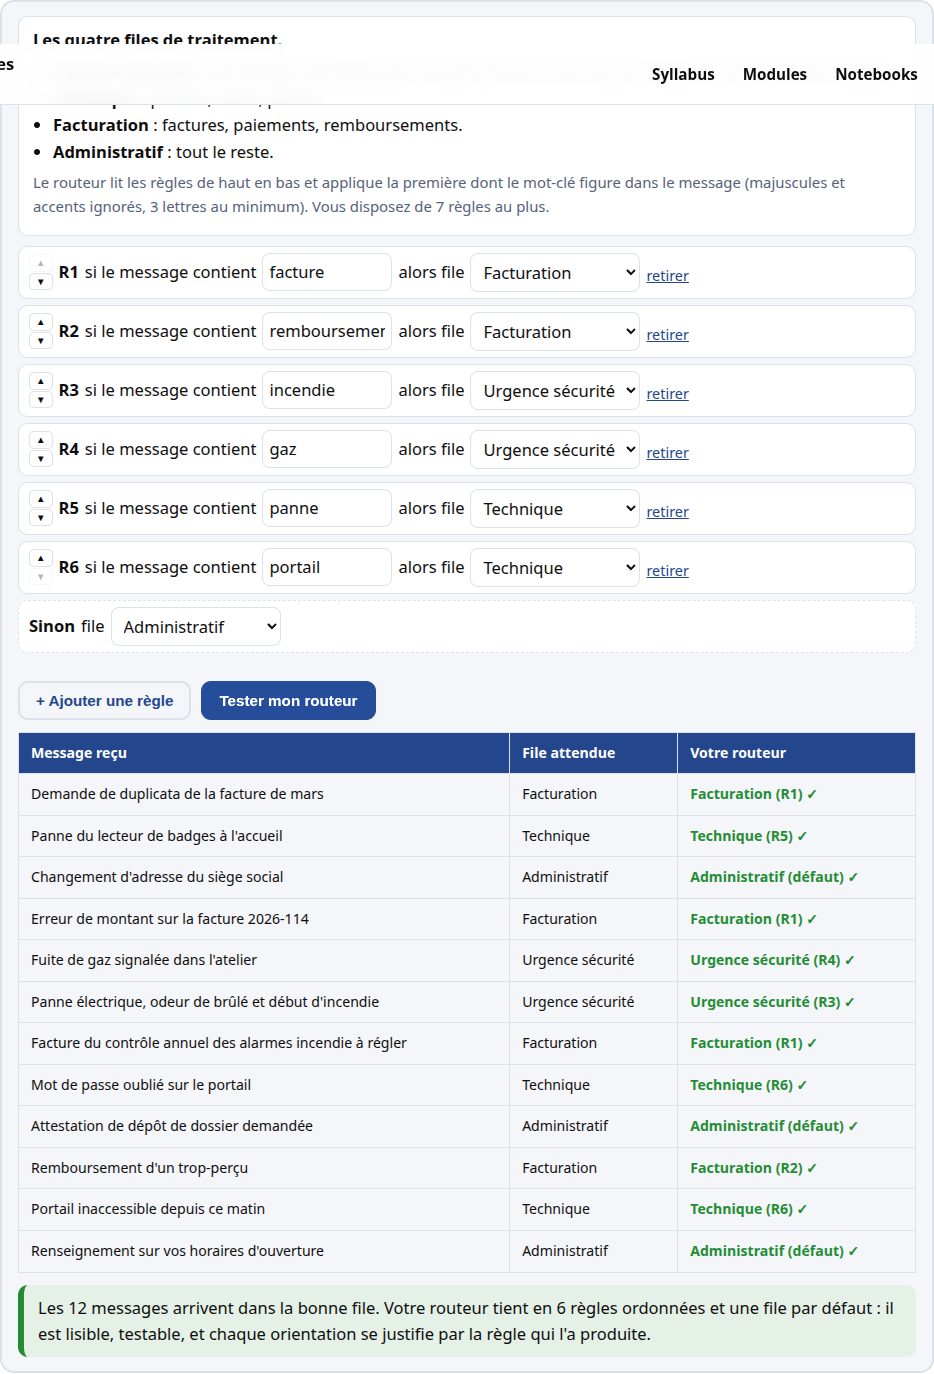 Les quatre files de traitement.
es
Syllabus Modules Notebooks
• Facturation : factures, paiements, remboursements.
• Administratif : tout le reste.
Le routeur lit les règles de haut en bas et applique la première dont le mot-clé figure dans le message (majuscules et
accents ignorés, 3 lettres au minimum). Vous disposez de 7 règles au plus.
▲ ▼ R1 si le message contient facture alors file Facturation retirer
▲ ▼ R2 si le message contient remboursemer alors file Facturation retirer
▲ ▼ R3 si le message contient incendie alors file Urgence sécurité retirer
▲ ▼ R4 si le message contient gaz alors file Urgence sécurité retirer
▲ ▼ R5 si le message contient panne alors file Technique retirer
▲ ▼ R6 si le message contient portail alors file Technique retirer
Sinon file Administratif
+ Ajouter une règle Tester mon routeur
Message reçu File attendue Votre routeur
Demande de duplicata de la facture de mars Facturation Facturation (R1) ✓
Panne du lecteur de badges à l'accueil Technique Technique (R5) ✓
Changement d'adresse du siège social Administratif Administratif (défaut) ✓
Erreur de montant sur la facture 2026-114 Facturation Facturation (R1) ✓
Fuite de gaz signalée dans l'atelier Urgence sécurité Urgence sécurité (R4) ✓
Panne électrique, odeur de brûlé et début d'incendie Urgence sécurité Urgence sécurité (R3) ✓
Facture du contrôle annuel des alarmes incendie à régler Facturation Facturation (R1) ✓
Mot de passe oublié sur le portail Technique Technique (R6) ✓
Attestation de dépôt de dossier demandée Administratif Administratif (défaut) ✓
Remboursement d'un trop-perçu Facturation Facturation (R2) ✓
Portail inaccessible depuis ce matin Technique Technique (R6) ✓
Renseignement sur vos horaires d'ouverture Administratif Administratif (défaut) ✓
Les 12 messages arrivent dans la bonne file. Votre routeur tient en 6 règles ordonnées et une file par défaut : il
est lisible, testable, et chaque orientation se justifie par la règle qui l'a produite.